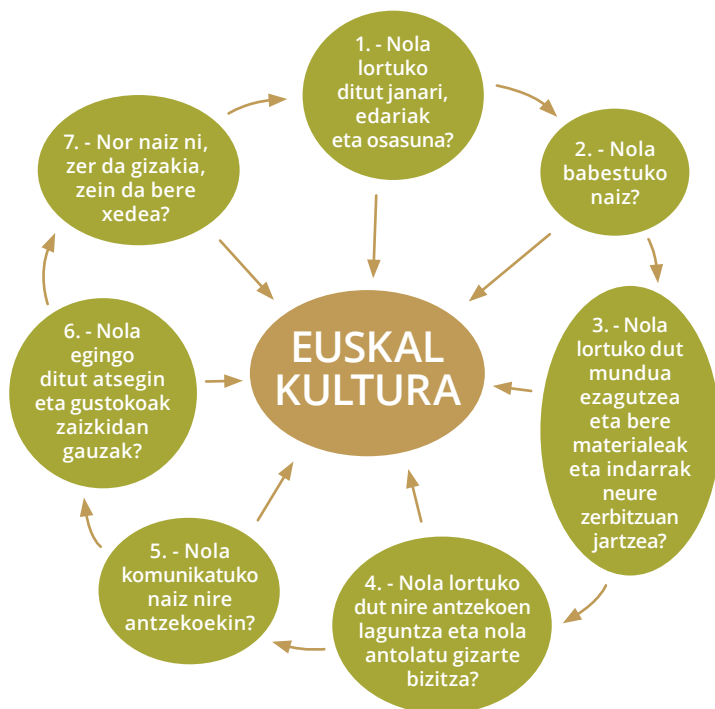 1. - Nola
lortuko
ditut janari,
edariak
eta osasuna?
2. - Nola
babestuko
naiz?
3. - Nola
lortuko dut
mundua
ezagutzea
eta bere
materialeak
eta indarrak
neure
zerbitzuan
jartzea?
4. - Nola lortuko
dut nire antzekoen
laguntza eta nola
antolatu gizarte
bizitza?
5. - Nola
komunikatuko
naiz nire
antzekoekin?
6. - Nola
egingo
ditut atsegin
eta gustokoak
zaizkidan
gauzak?
7. - Nor naiz ni,
zer da gizakia,
zein da bere
xedea?
EUSKAL
KULTURA